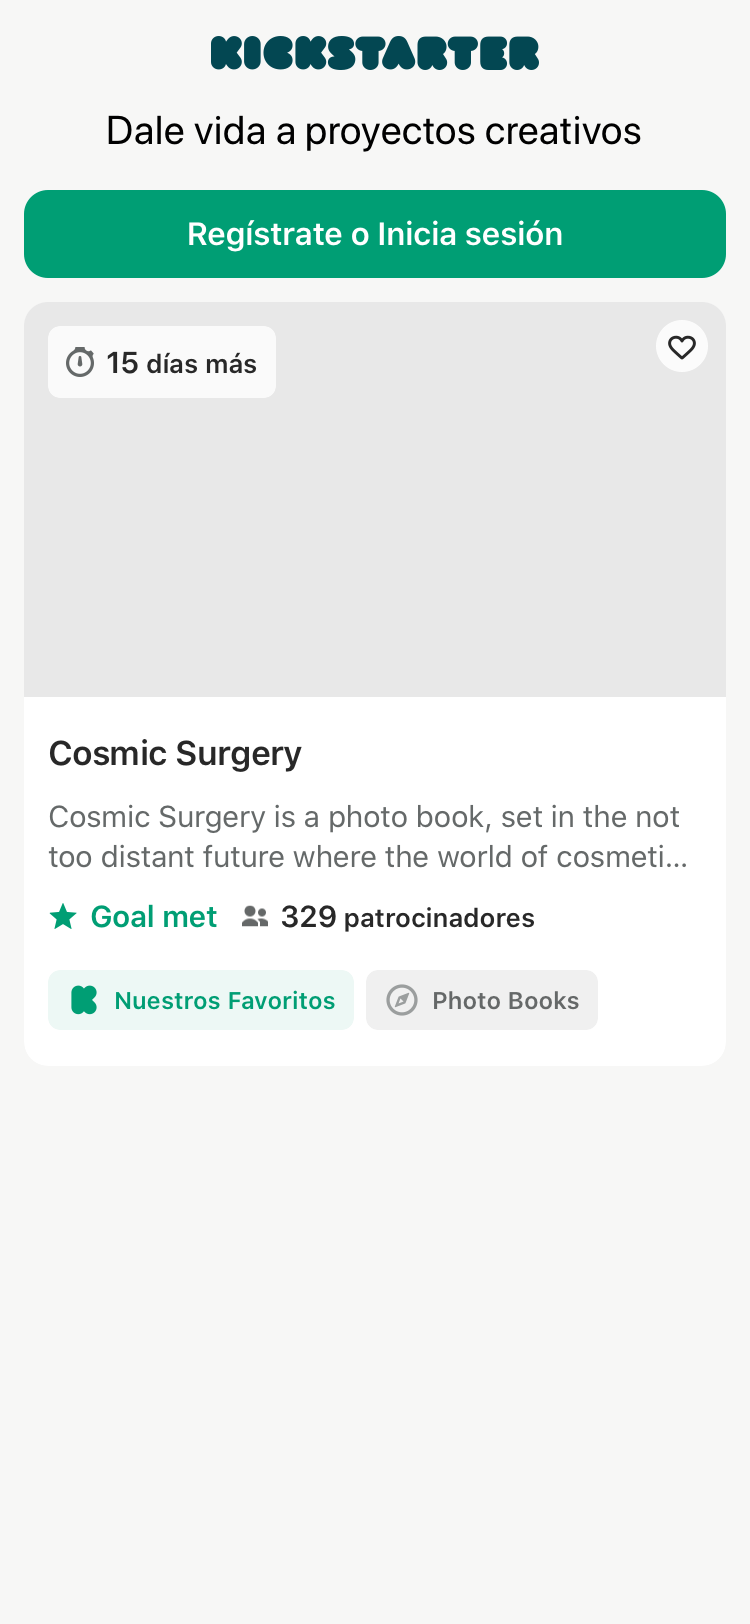 KICKSTARTER
Dale vida a proyectos creativos
Regístrate o Inicia sesión
15 días más
Cosmic Surgery
Cosmic Surgery is a photo book, set in the not
too distant future where the world of cosmeti...
Goal met 329 patrocinadores
Nuestros Favoritos Photo Books